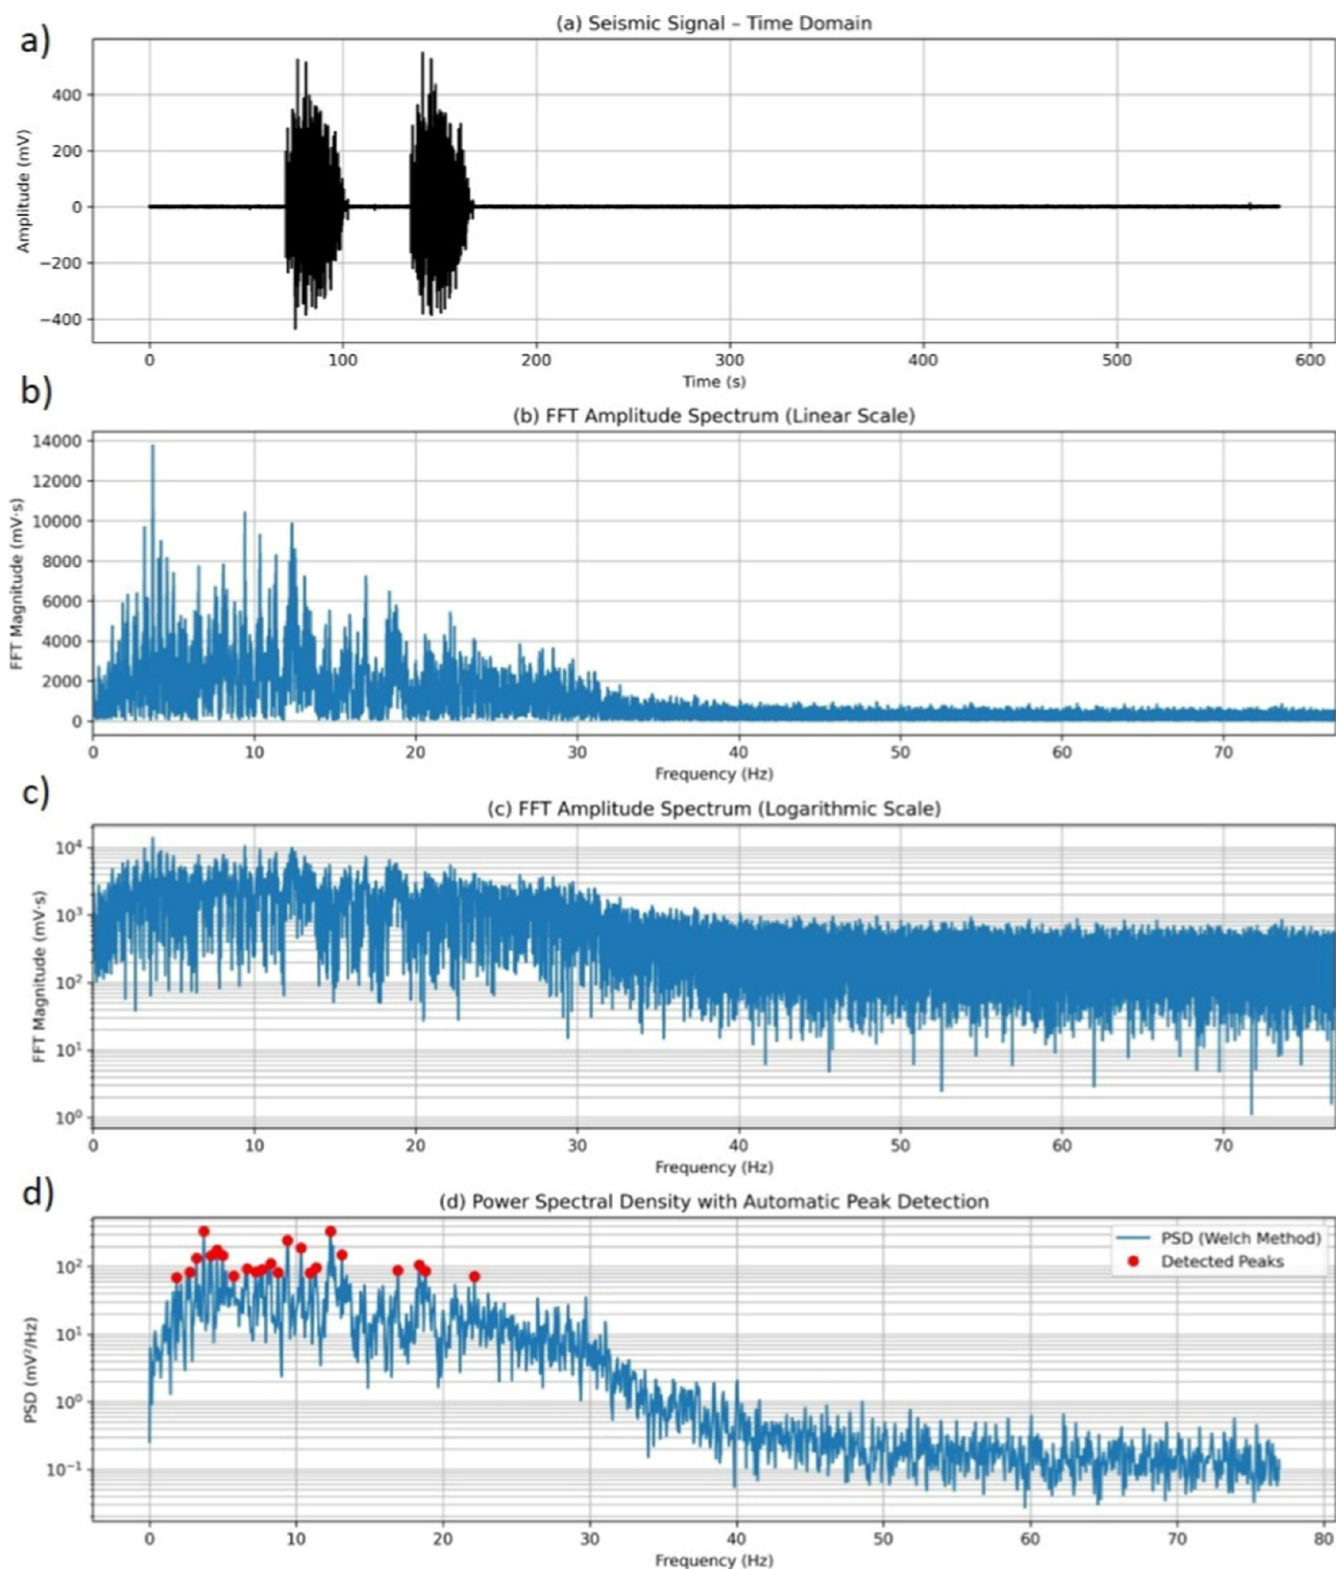 a)
(a) Seismic Signal – Time Domain
Amplitude (mV)
400
200
0
−200
−400
0 100 200 300 400 500 600
Time (s)
b)
(b) FFT Amplitude Spectrum (Linear Scale)
FFT Magnitude (mV·s)
14000
12000
10000
8000
6000
4000
2000
0
0 10 20 30 40 50 60 70
Frequency (Hz)
c)
(c) FFT Amplitude Spectrum (Logarithmic Scale)
FFT Magnitude (mV·s)
10⁴
10³
10²
10¹
10⁰
0 10 20 30 40 50 60 70
Frequency (Hz)
d)
(d) Power Spectral Density with Automatic Peak Detection
PSD (mV²/Hz)
10²
10¹
10⁰
10⁻¹
PSD (Welch Method)
Detected Peaks
0 10 20 30 40 50 60 70 80
Frequency (Hz)